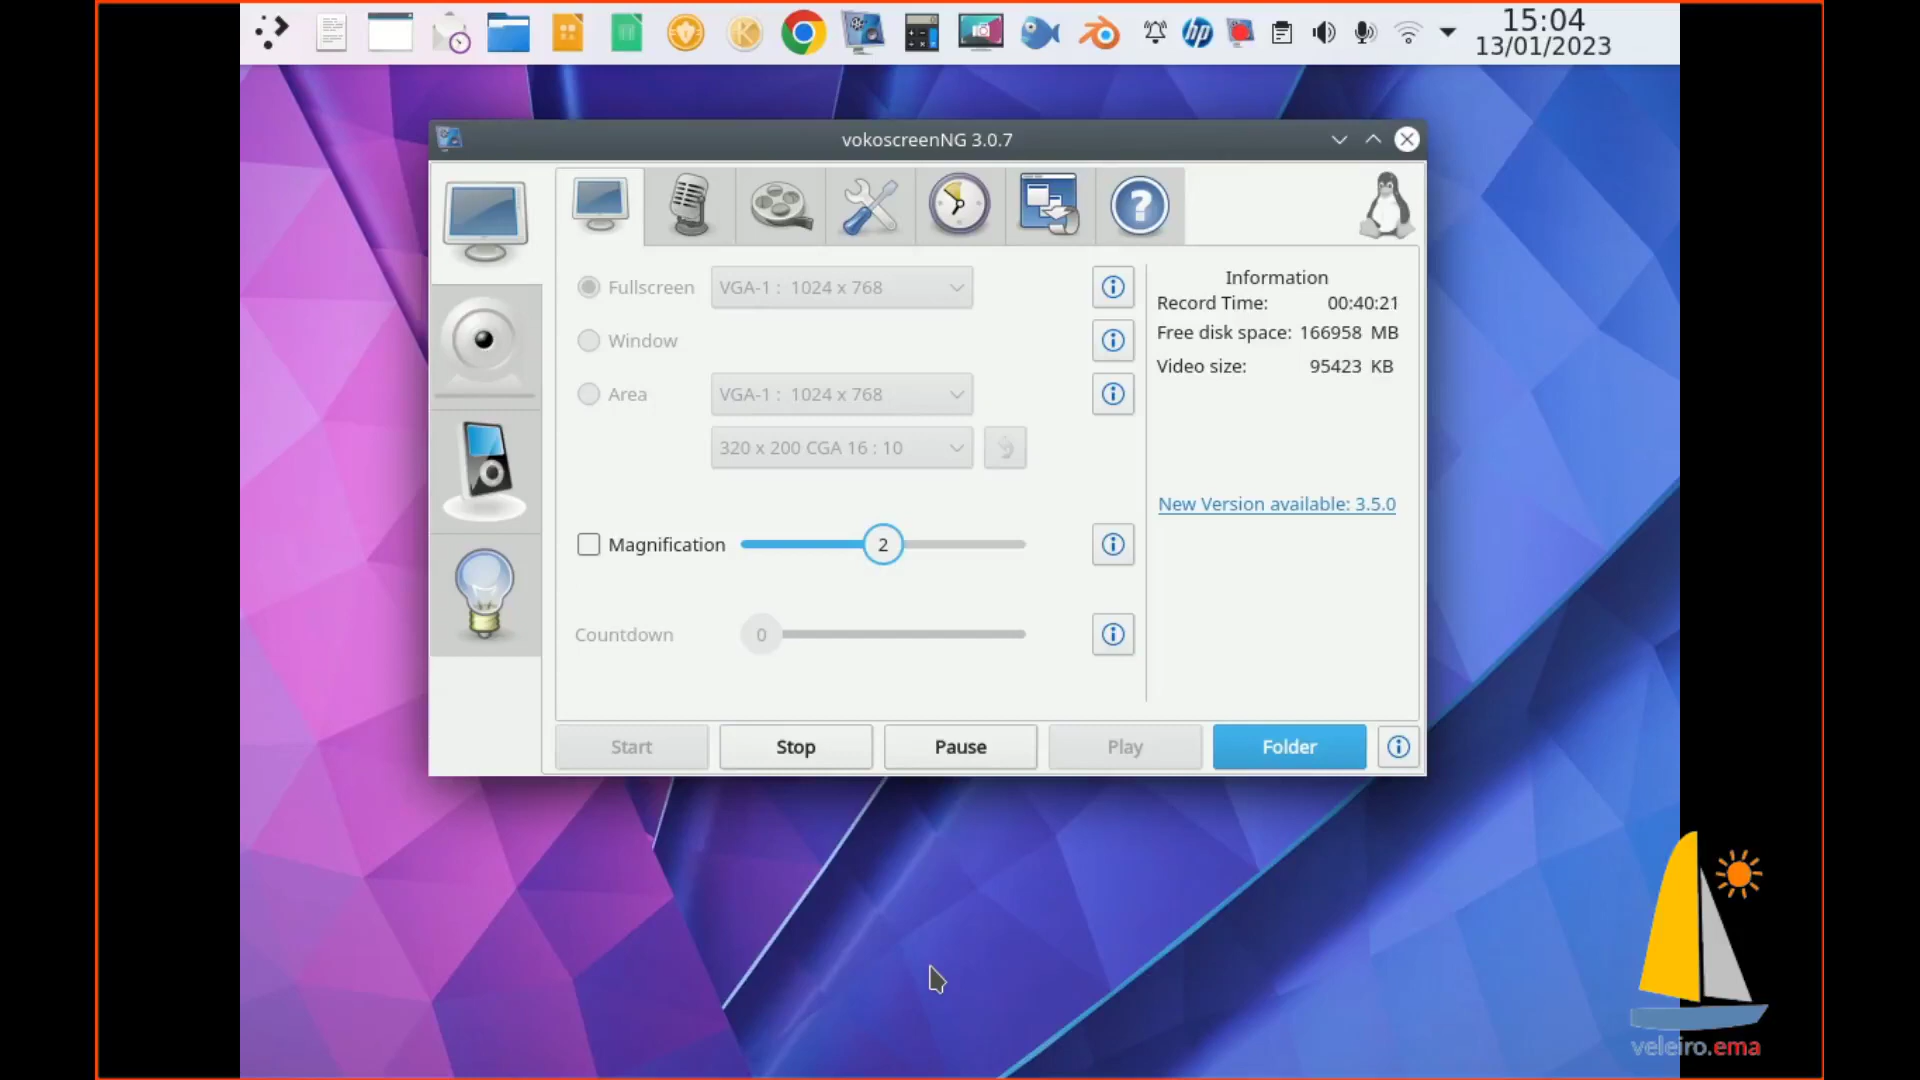 15:04
13/01/2023
vokoscreenNG 3.0.7
Fullscreen VGA-1 : 1024 x 768
Window
Area VGA-1 : 1024 x 768
320 x 200 CGA 16 : 10
Magnification 2
Countdown 0
Information
Record Time: 00:40:21
Free disk space: 166958 MB
Video size: 95423 KB
New Version available: 3.5.0
Start Stop Pause Play Folder
veleiro.ema